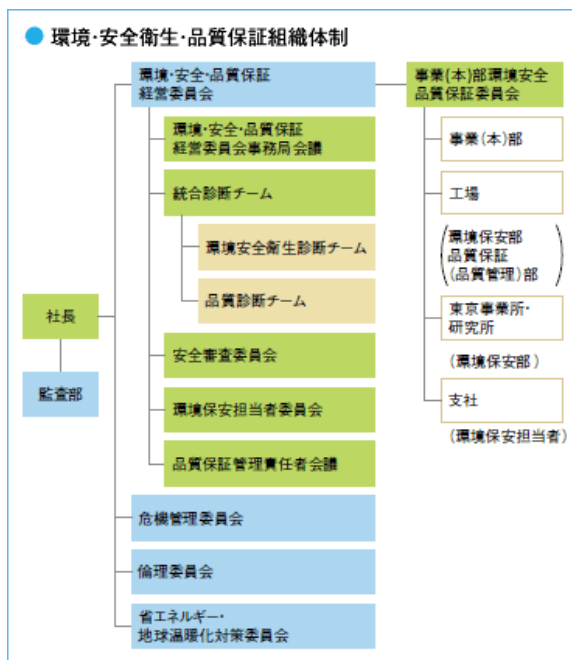 環境・安全衛生・品質保証組織体制
環境・安全・品質保証
経営委員会
環境・安全・品質保証
経営委員会事務局会議
統合診断チーム
環境安全衛生診断チーム
品質診断チーム
社長
監査部
安全審査委員会
環境保安担当者委員会
品質保証管理責任者会議
危機管理委員会
倫理委員会
省エネルギー・
地球温暖化対策委員会
事業(本)部環境安全
品質保証委員会
事業(本)部
工場
(環境保安部
品質保証
(品質管理)部)
東京事業所・
研究所
(環境保安部)
支社
(環境保安担当者)